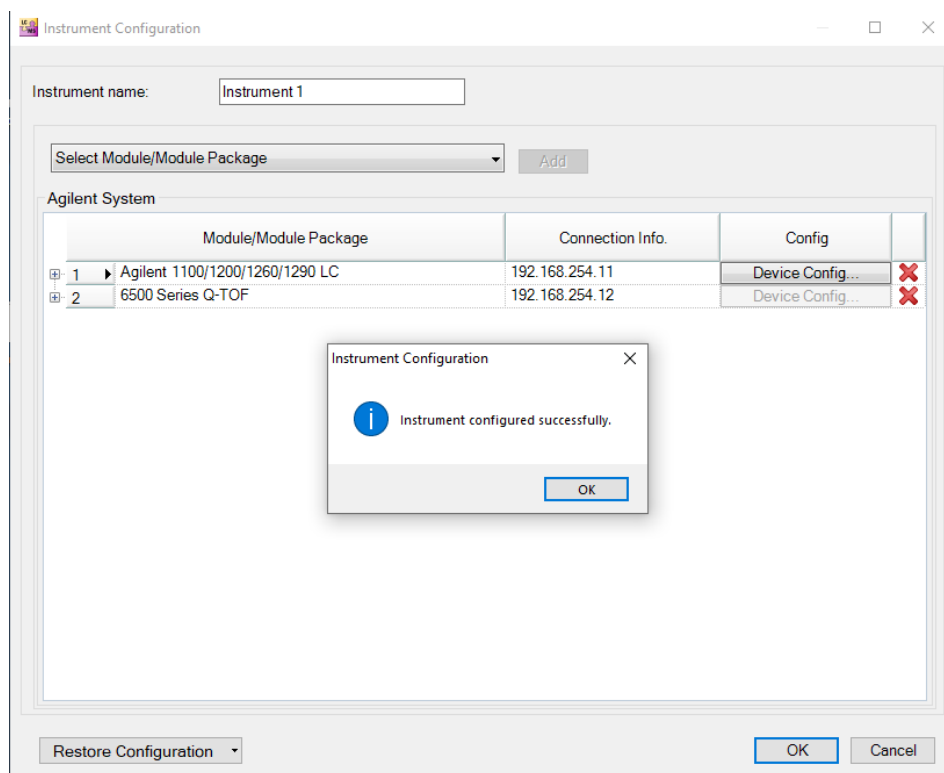 Instrument Configuration
Instrument name: Instrument 1
Select Module/Module Package Add
Agilent System
Module/Module Package Connection Info. Config
1 Agilent 1100/1200/1260/1290 LC 192.168.254.11 Device Config...
2 6500 Series Q-TOF 192.168.254.12 Device Config...
Instrument Configuration
Instrument configured successfully.
OK
Restore Configuration OK Cancel